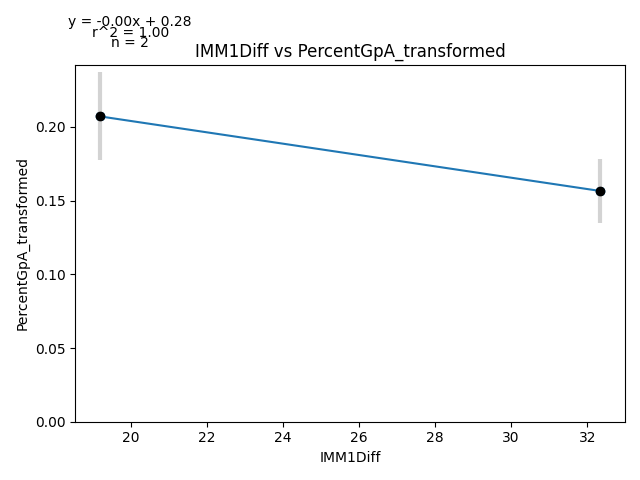 y = -0.00x + 0.28
r^2 = 1.00
n = 2
IMM1Diff vs PercentGpA_transformed
PercentGpA_transformed
0.20
0.15
0.10
0.05
0.00
20 22 24 26 28 30 32
IMM1Diff